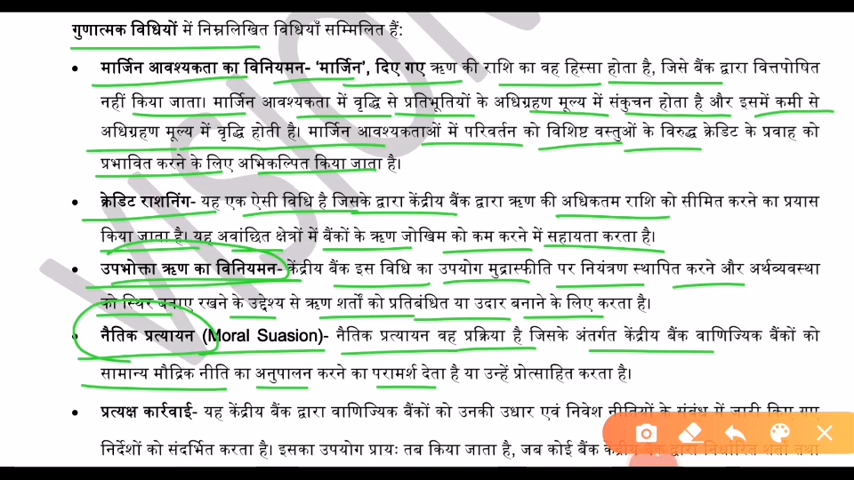 गुणात्मक विधियों में निम्नलिखित विधियाँ सम्मिलित हैं:
• मार्जिन आवश्यकता का विनियमन- 'मार्जिन', दिए गए ऋण की राशि का वह हिस्सा होता है, जिसे बैंक द्वारा वित्तपोषित
नहीं किया जाता। मार्जिन आवश्यकता में वृद्धि से प्रतिभूतियों के अधिग्रहण मूल्य में संकुचन होता है और इसमें कमी से
अधिग्रहण मूल्य में वृद्धि होती है। मार्जिन आवश्यकताओं में परिवर्तन को विशिष्ट वस्तुओं के विरुद्ध क्रेडिट के प्रवाह को
प्रभावित करने के लिए अभिकल्पित किया जाता है।
• क्रेडिट राशनिंग- यह एक ऐसी विधि है जिसके द्वारा केंद्रीय बैंक द्वारा ऋण की अधिकतम राशि को सीमित करने का प्रयास
किया जाता है। यह अवांछित क्षेत्रों में बैंकों के ऋण जोखिम को कम करने में सहायता करता है।
• उपभोक्ता ऋण का विनियमन- केंद्रीय बैंक इस विधि का उपयोग मुद्रास्फीति पर नियंत्रण स्थापित करने और अर्थव्यवस्था
को स्थिर बनाए रखने के उद्देश्य से ऋण शर्तों को प्रतिबंधित या उदार बनाने के लिए करता है।
• नैतिक प्रत्यायन (Moral Suasion)- नैतिक प्रत्यायन वह प्रक्रिया है जिसके अंतर्गत केंद्रीय बैंक वाणिज्यिक बैंकों को
सामान्य मौद्रिक नीति का अनुपालन करने का परामर्श देता है या उन्हें प्रोत्साहित करता है।
• प्रत्यक्ष कार्रवाई- यह केंद्रीय बैंक द्वारा वाणिज्यिक बैंकों को उनकी उधार एवं निवेश नीतियों के संबंध में जारी किए गए
निर्देशों को संदर्भित करता है। इसका उपयोग प्रायः तब किया जाता है, जब कोई बैंक केंद्रीय बैंक द्वारा निर्धारित शर्तों तथा
VISION